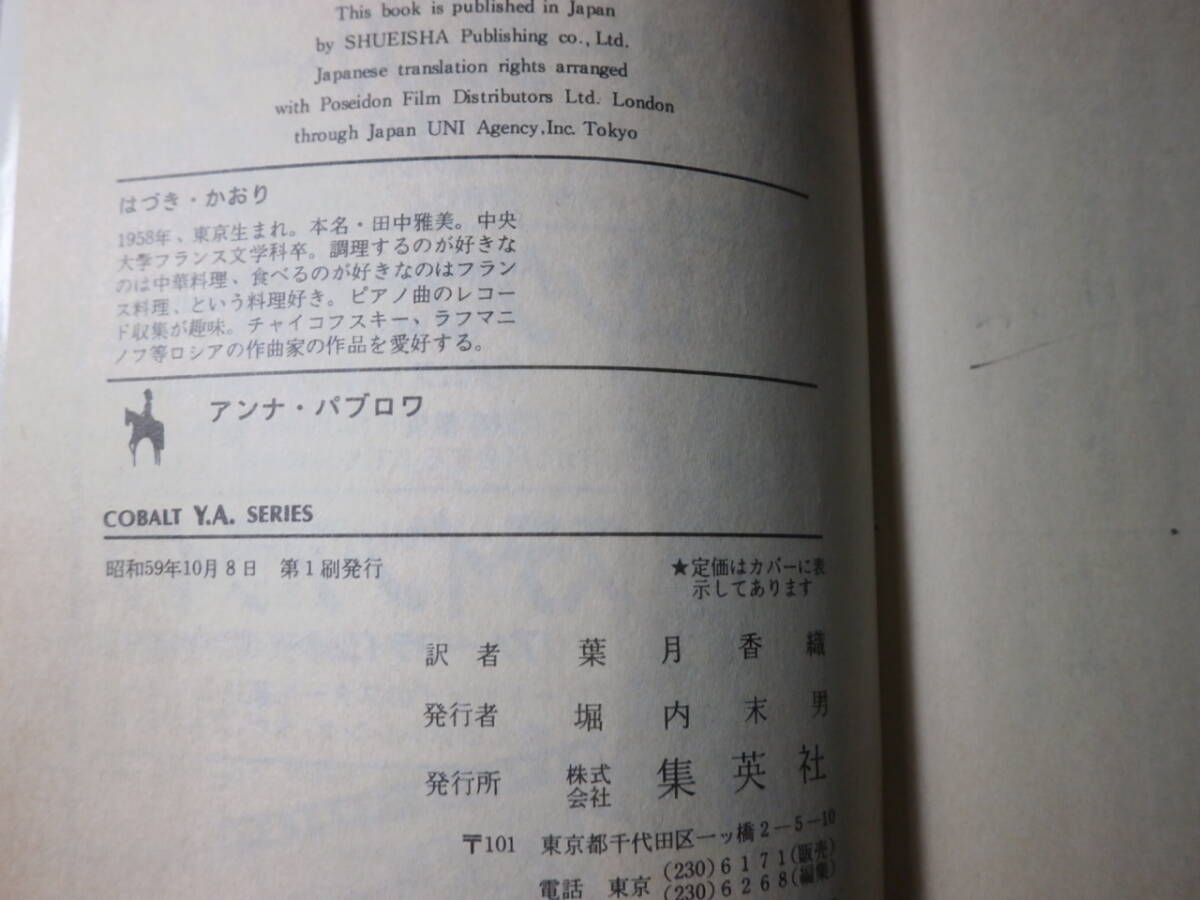 This book is published in Japan
by SHUEISHA Publishing co., Ltd.
Japanese translation rights arranged
with Poseidon Film Distributors Ltd. London
through Japan UNI Agency, Inc. Tokyo
はづき・かおり
1958年、東京生まれ。本名・田中雅美。中央
大学フランス文学科卒。調理するのが好きな
のは中華料理、食べるのが好きなのはフラン
ス料理、という料理好き。ピアノ曲のレコー
ド収集が趣味。チャイコフスキー、ラフマニ
ノフ等ロシアの作曲家の作品を愛好する。
アンナ・パブロワ
COBALT Y.A. SERIES
昭和59年10月8日 第1刷発行
★定価はカバーに表
示してあります
訳者 葉月香織
発行者 堀内末男
発行所 株式会社 集英社
〒101 東京都千代田区一ッ橋2-5-10
電話 東京 (230)6171(販売)
(230)6268(編集)